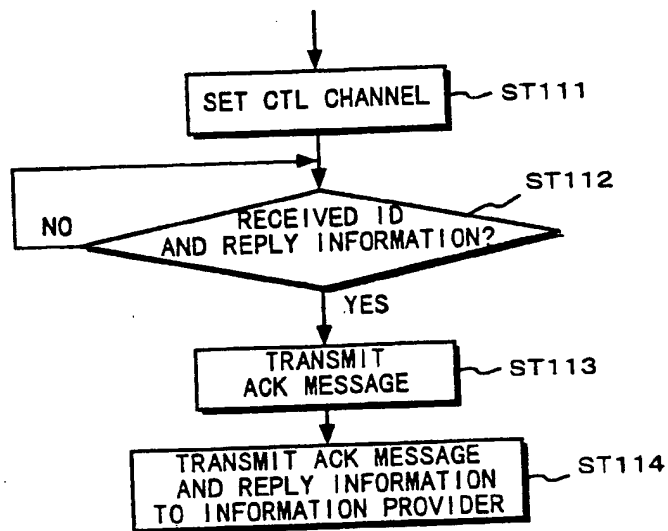 SET CTL CHANNEL
ST111
ST112
RECEIVED ID
AND REPLY INFORMATION?
NO
YES
TRANSMIT
ACK MESSAGE
ST113
TRANSMIT ACK MESSAGE
AND REPLY INFORMATION
TO INFORMATION PROVIDER
ST114